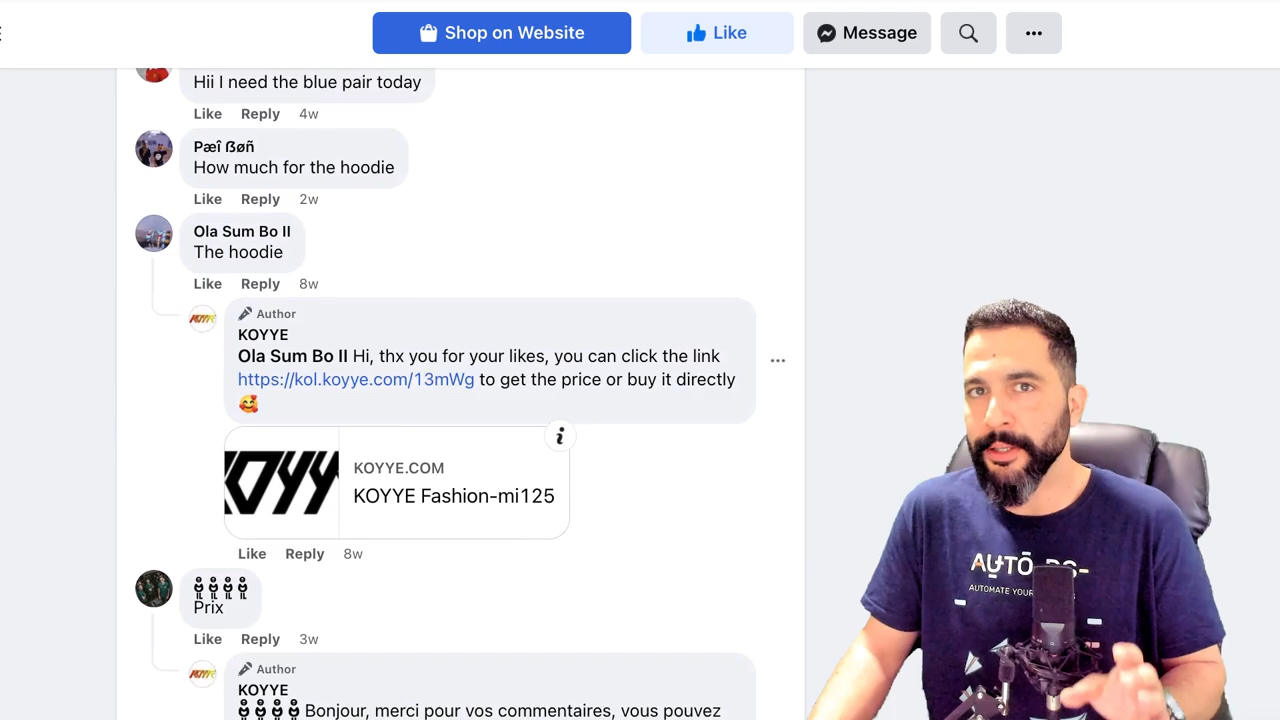 Shop on Website
Like
Message
Hii I need the blue pair today
Like Reply 4w
Pæî ẞøñ
How much for the hoodie
Like Reply 2w
Ola Sum Bo II
The hoodie
Like Reply 8w
Author
KOYYE
Ola Sum Bo II Hi, thx you for your likes, you can click the link
https://kol.koyye.com/13mWg to get the price or buy it directly
🥰
KOYY
KOYYE.COM
KOYYE Fashion-mi125
Like Reply 8w
Prix
Like Reply 3w
Author
KOYYE
Bonjour, merci pour vos commentaires, vous pouvez
AUTO
AUTOMATE YOUR